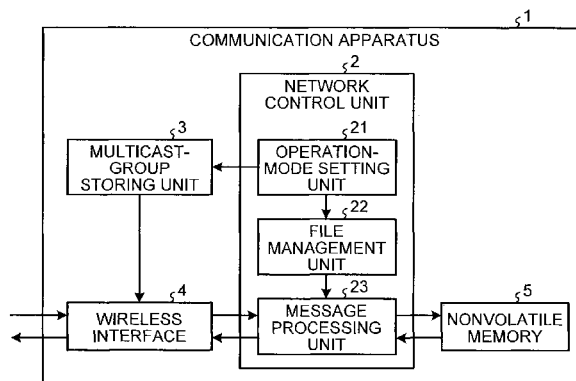 1
COMMUNICATION APPARATUS
2
NETWORK
CONTROL UNIT
3
MULTICAST-
GROUP
STORING UNIT
21
OPERATION-
MODE SETTING
UNIT
22
FILE
MANAGEMENT
UNIT
4
WIRELESS
INTERFACE
23
MESSAGE
PROCESSING
UNIT
5
NONVOLATILE
MEMORY